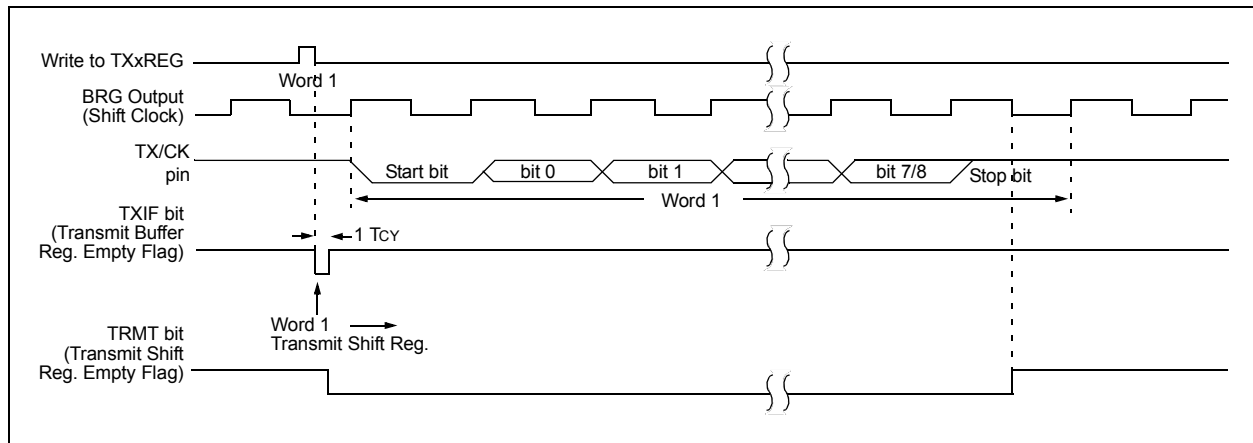 Write to TXxREG
Word 1
BRG Output
(Shift Clock)
TX/CK
pin
Start bit
bit 0
bit 1
bit 7/8
Stop bit
Word 1
TXIF bit
(Transmit Buffer
Reg. Empty Flag)
1 TCY
Word 1
Transmit Shift Reg.
TRMT bit
(Transmit Shift
Reg. Empty Flag)